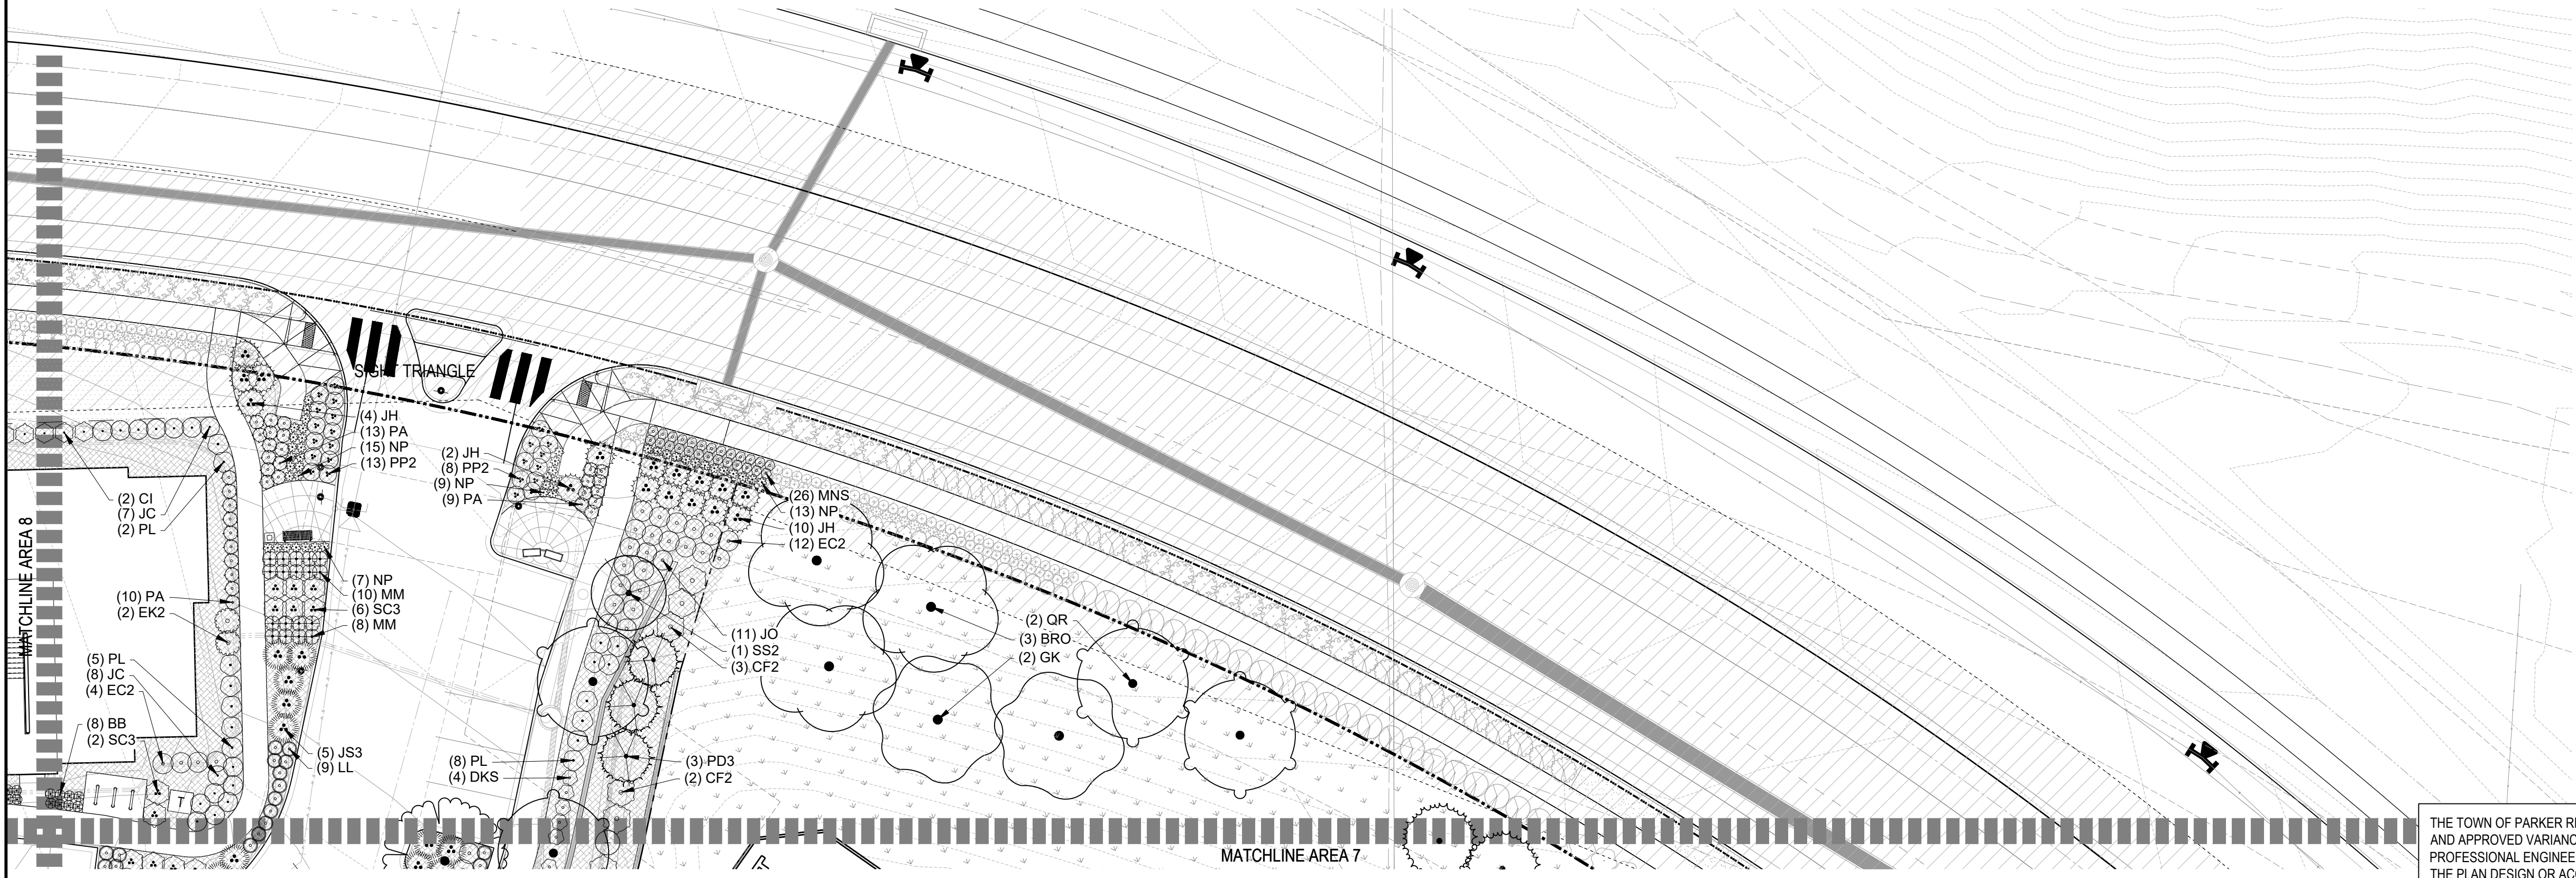 SIGHT TRIANGLE
(4) JH
(13) PA
(15) NP
(13) PP2
(2) JH
(8) PP2
(9) NP
(9) PA
(2) CI
(7) JC
(2) PL
(26) MNS
(13) NP
(10) JH
(12) EC2
MATCHLINE AREA 8
(7) NP
(10) MM
(6) SC3
(8) MM
(10) PA
(2) EK2
(11) JO
(1) SS2
(3) CF2
(2) QR
(3) BRO
(2) GK
(5) PL
(8) JC
(4) EC2
(8) BB
(2) SC3
(5) JS3
(9) LL
(8) PL
(4) DKS
(3) PD3
(2) CF2
T
MATCHLINE AREA 7
THE TOWN OF PARKER
AND APPROVED
PROFESSIONAL
THE PLAN DESIGN OR